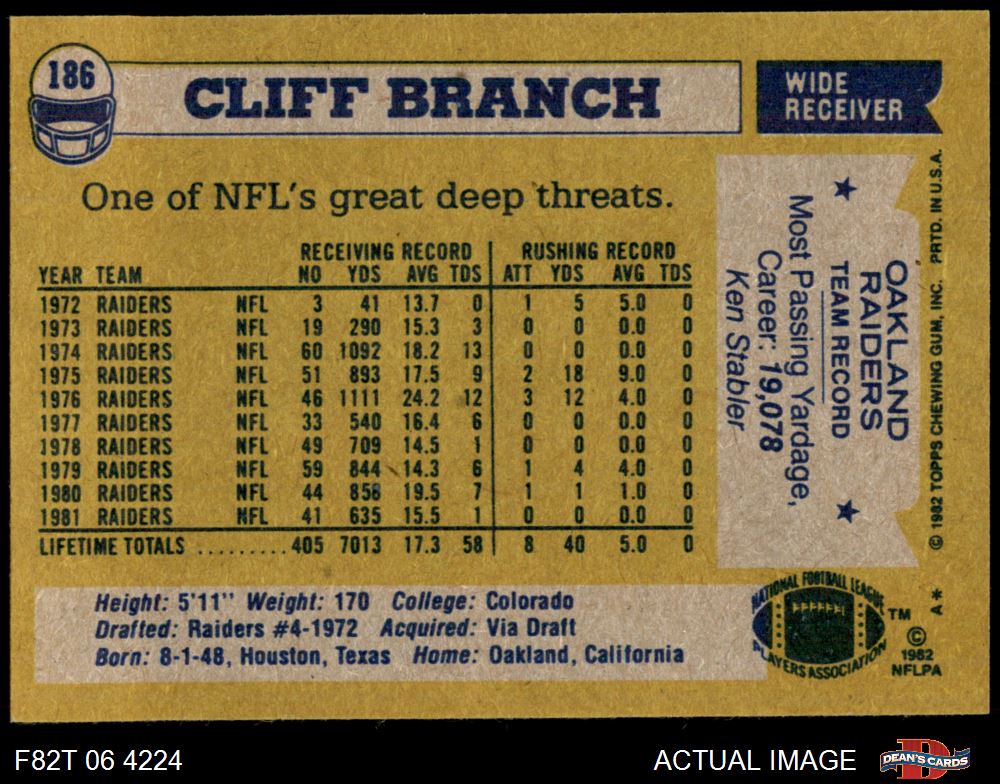 186
CLIFF BRANCH
WIDE
RECEIVER
One of NFL's great deep threats.
RECEIVING RECORD RUSHING RECORD
YEAR TEAM NO YDS AVG TDS ATT YDS AVG TDS
1972 RAIDERS NFL 3 41 13.7 0 1 5 5.0 0
1973 RAIDERS NFL 19 290 15.3 3 0 0 0.0 0
1974 RAIDERS NFL 60 1092 18.2 13 0 0 0.0 0
1975 RAIDERS NFL 51 893 17.5 9 2 18 9.0 0
1976 RAIDERS NFL 46 1111 24.2 12 3 12 4.0 0
1977 RAIDERS NFL 33 540 16.4 6 0 0 0.0 0
1978 RAIDERS NFL 49 709 14.5 1 0 0 0.0 0
1979 RAIDERS NFL 59 844 14.3 6 1 4 4.0 0
1980 RAIDERS NFL 44 858 19.5 7 1 1 1.0 0
1981 RAIDERS NFL 41 635 15.5 1 0 0 0.0 0
LIFETIME TOTALS .......... 405 7013 17.3 58 8 40 5.0 0
OAKLAND
RAIDERS
TEAM RECORD
Most Passing Yardage,
Career: 19,078
Ken Stabler
© 1982 TOPPS CHEWING GUM, INC. PRTD. IN U.S.A.
A*
Height: 5'11" Weight: 170 College: Colorado
Drafted: Raiders #4-1972 Acquired: Via Draft
Born: 8-1-48, Houston, Texas Home: Oakland, California
NATIONAL FOOTBALL LEAGUE
PLAYERS ASSOCIATION
TM
©
1982
NFLPA
F82T 06 4224
ACTUAL IMAGE
DEAN'S CARDS